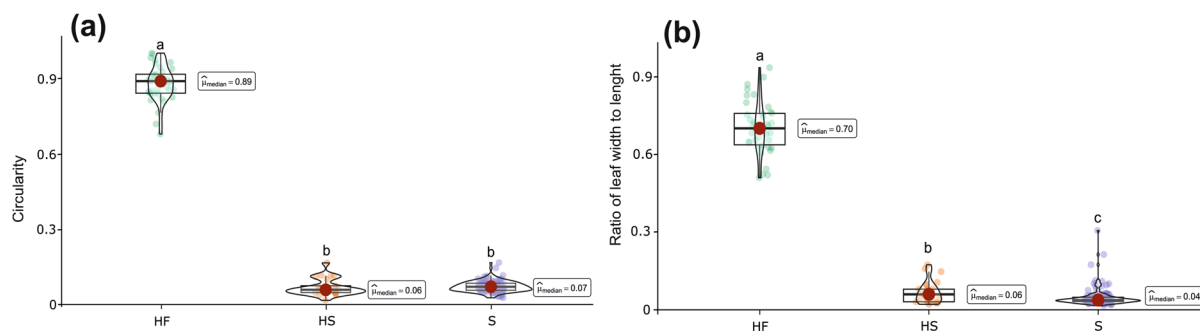 (a)
Circularity
0.9
0.6
0.3
0
a
μ̂median = 0.89
b
μ̂median = 0.06
b
μ̂median = 0.07
HF
HS
S
(b)
Ratio of leaf width to lenght
0.9
0.6
0.3
0
a
μ̂median = 0.70
b
μ̂median = 0.06
c
μ̂median = 0.04
HF
HS
S